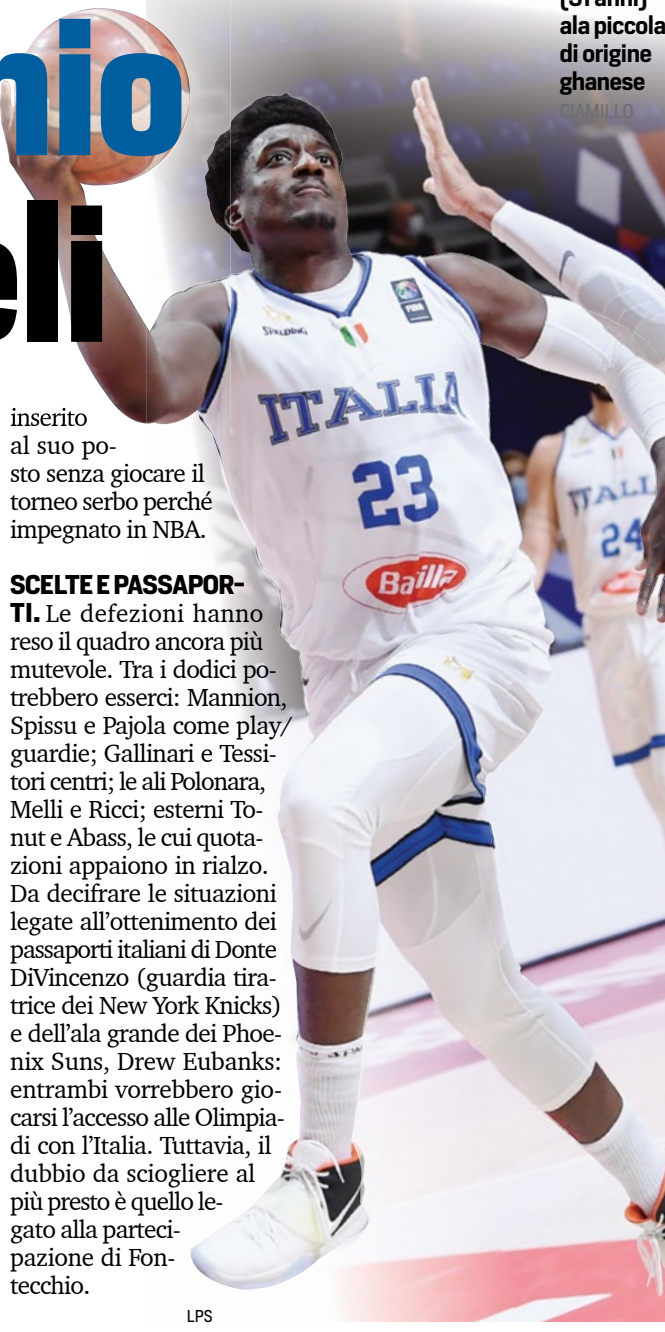 nio
eli
(31 anni)
ala piccola
di origine
ghanese
CIAMILLO
inserito
al suo po-
sto senza giocare il
torneo serbo perché
impegnato in NBA.
SCELTE E PASSAPOR-
TI. Le defezioni hanno
reso il quadro ancora più
mutevole. Tra i dodici po-
trebbero esserci: Mannion,
Spissu e Pajola come play/
guardie; Gallinari e Tessi-
tori centri; le ali Polonara,
Melli e Ricci; esterni To-
nut e Abass, le cui quota-
zioni appaiono in rialzo.
Da decifrare le situazioni
legate all'ottenimento dei
passaporti italiani di Donte
DiVincenzo (guardia tira-
trice dei New York Knicks)
e dell'ala grande dei Phoe-
nix Suns, Drew Eubanks:
entrambi vorrebbero gio-
carsi l'accesso alle Olimpia-
di con l'Italia. Tuttavia, il
dubbio da sciogliere al
più presto è quello le-
gato alla parteci-
pazione di Fon-
tecchio.
LPS
SPALDING
FIBA
ITALIA
23
Bailla
ITALI
24